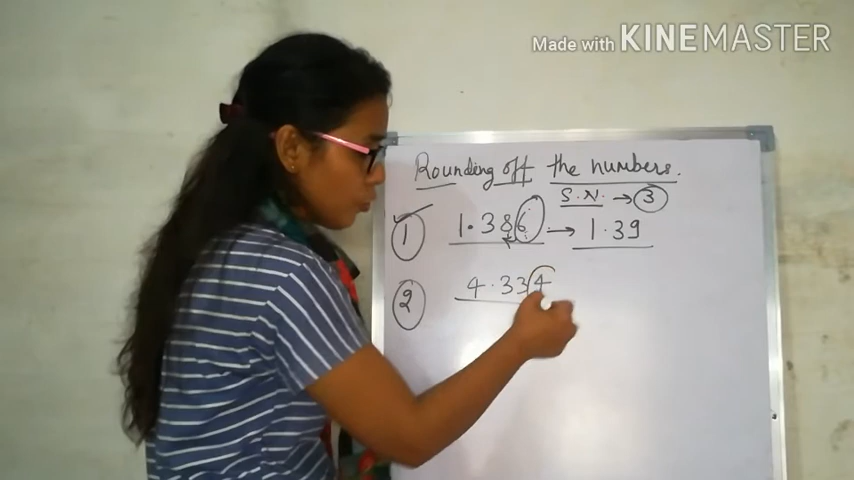 Made with KINEMASTER
Rounding off the numbers.
S.N. → 3
1 1.386 → 1.39
2 4.334